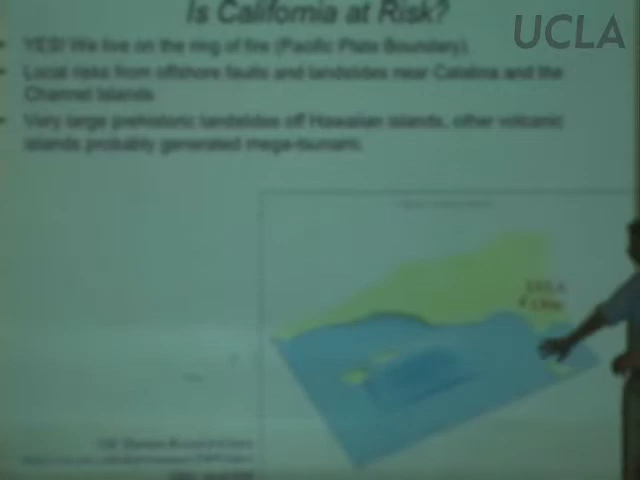 Is California at Risk?
UCLA
YES! We live on the ring of fire (Pacific Plate Boundary).
Local risks from offshore faults and landslides near Catalina and the
Channel Islands
Very large prehistoric landslides off Hawaiian islands, other volcanic
islands probably generated mega-tsunami.